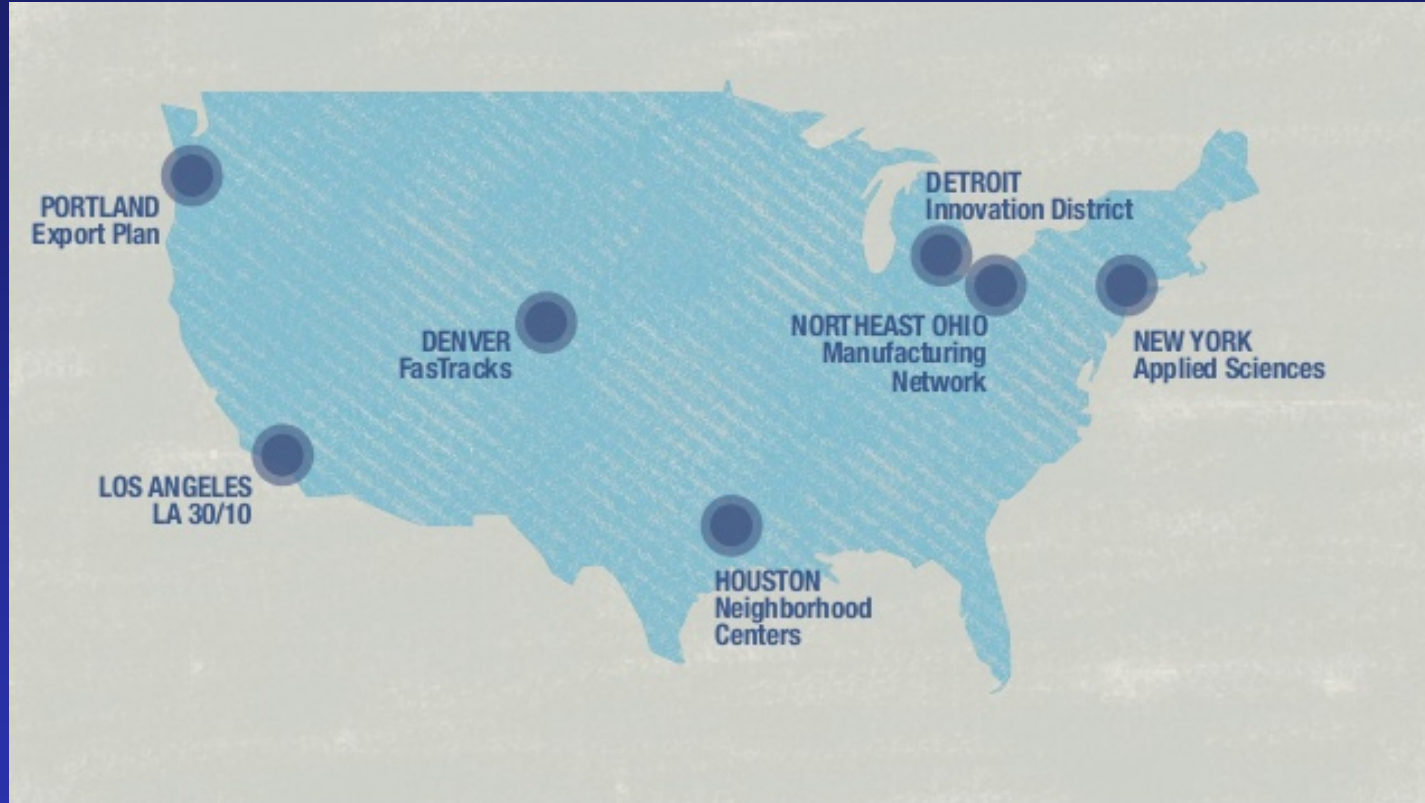 DETROIT
Innovation District
PORTLAND
Export Plan
NORTHEAST OHIO
Manufacturing
Network
DENVER
FasTracks
NEW YORK
Applied Sciences
LOS ANGELES
LA 30/10
HOUSTON
Neighborhood
Centers